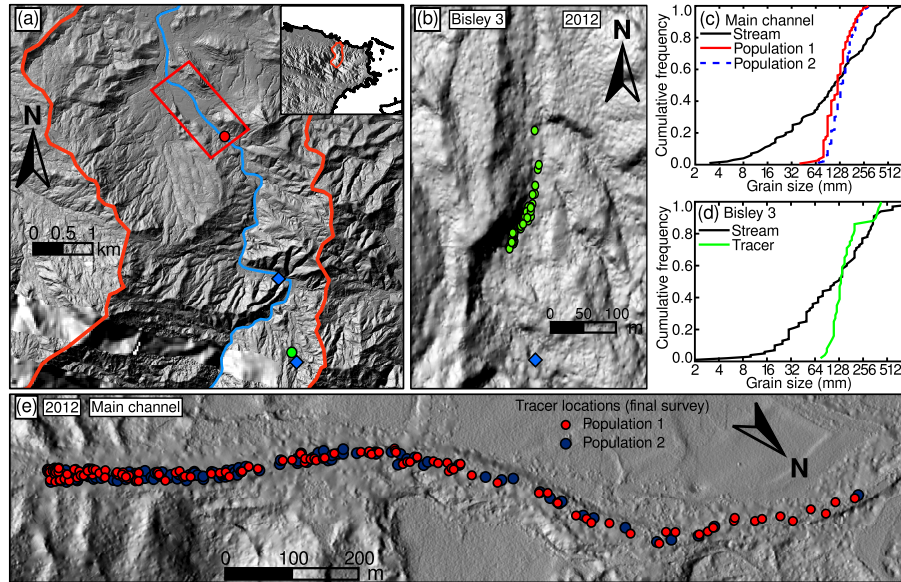 (a)
N
0 0.5 1
km
(b) Bisley 3 2012
N
0 50 100
m
(c) Main channel
Stream
Population 1
Population 2
Cumulative frequency
1.0
0.8
0.6
0.4
0.2
0.0
2 4 8 16 32 64 128 256 512
Grain size (mm)
(d) Bisley 3
Stream
Tracer
Cumulative frequency
1.0
0.8
0.6
0.4
0.2
0.0
2 4 8 16 32 64 128 256 512
Grain size (mm)
(e) 2012 Main channel
Tracer locations (final survey)
Population 1
Population 2
N
0 100 200
m